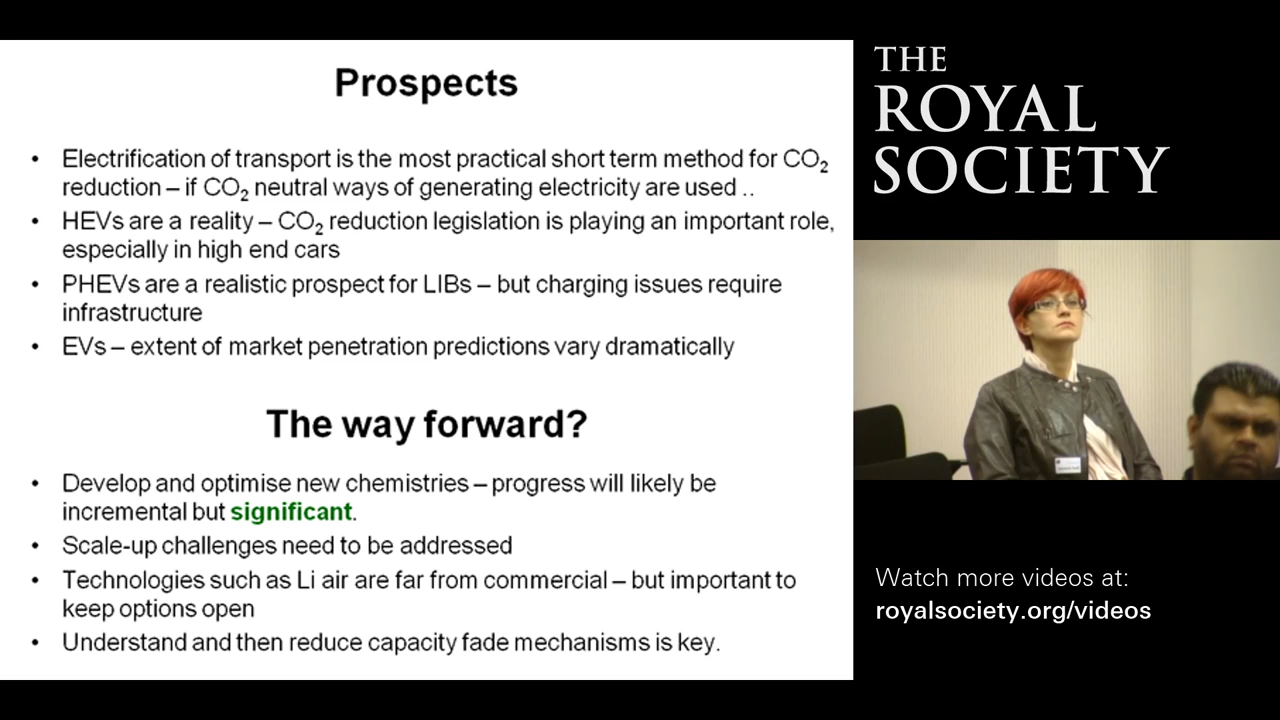 Prospects
• Electrification of transport is the most practical short term method for CO₂
reduction – if CO₂ neutral ways of generating electricity are used ..
• HEVs are a reality – CO₂ reduction legislation is playing an important role,
especially in high end cars
• PHEVs are a realistic prospect for LIBs – but charging issues require
infrastructure
• EVs – extent of market penetration predictions vary dramatically
The way forward?
• Develop and optimise new chemistries – progress will likely be
incremental but significant.
• Scale-up challenges need to be addressed
• Technologies such as Li air are far from commercial – but important to
keep options open
• Understand and then reduce capacity fade mechanisms is key.
THE
ROYAL
SOCIETY
Watch more videos at:
royalsociety.org/videos